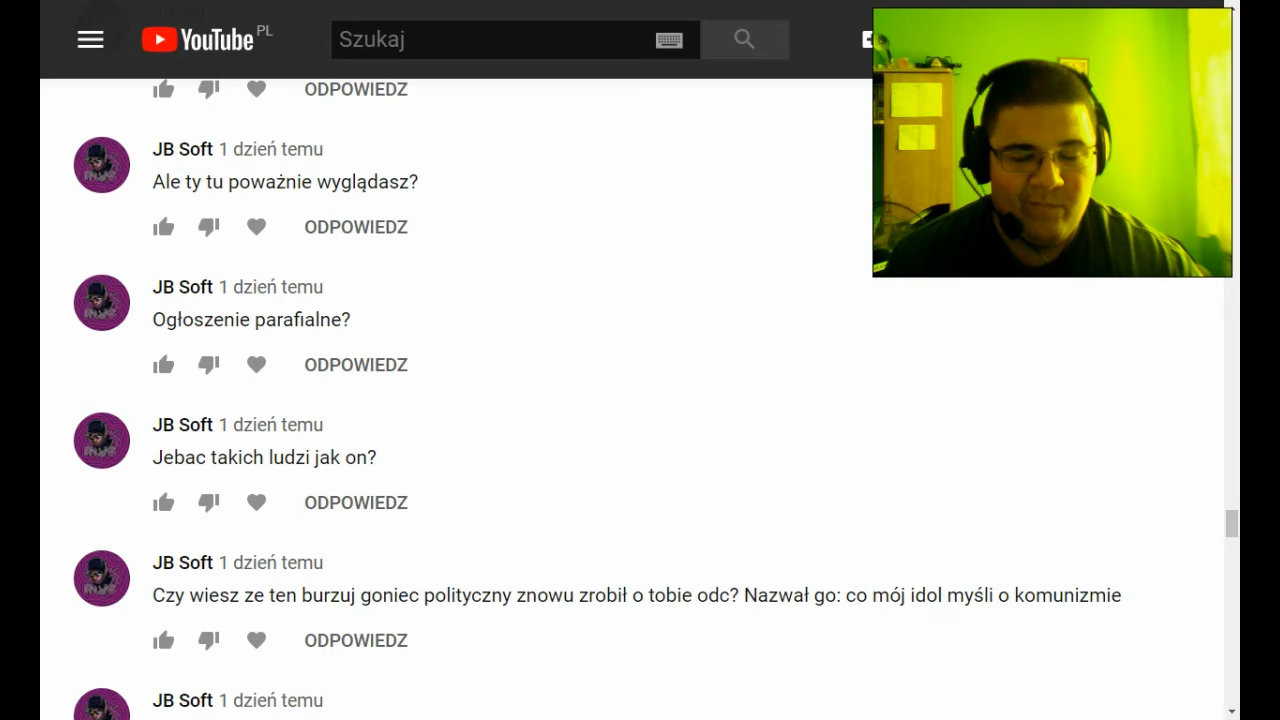 YouTube PL
Szukaj
ODPOWIEDZ
JB Soft 1 dzień temu
Ale ty tu poważnie wyglądasz?
ODPOWIEDZ
JB Soft 1 dzień temu
Ogłoszenie parafialne?
ODPOWIEDZ
JB Soft 1 dzień temu
Jebac takich ludzi jak on?
ODPOWIEDZ
JB Soft 1 dzień temu
Czy wiesz ze ten burzuj goniec polityczny znowu zrobił o tobie odc? Nazwał go: co mój idol myśli o komunizmie
ODPOWIEDZ
JB Soft 1 dzień temu